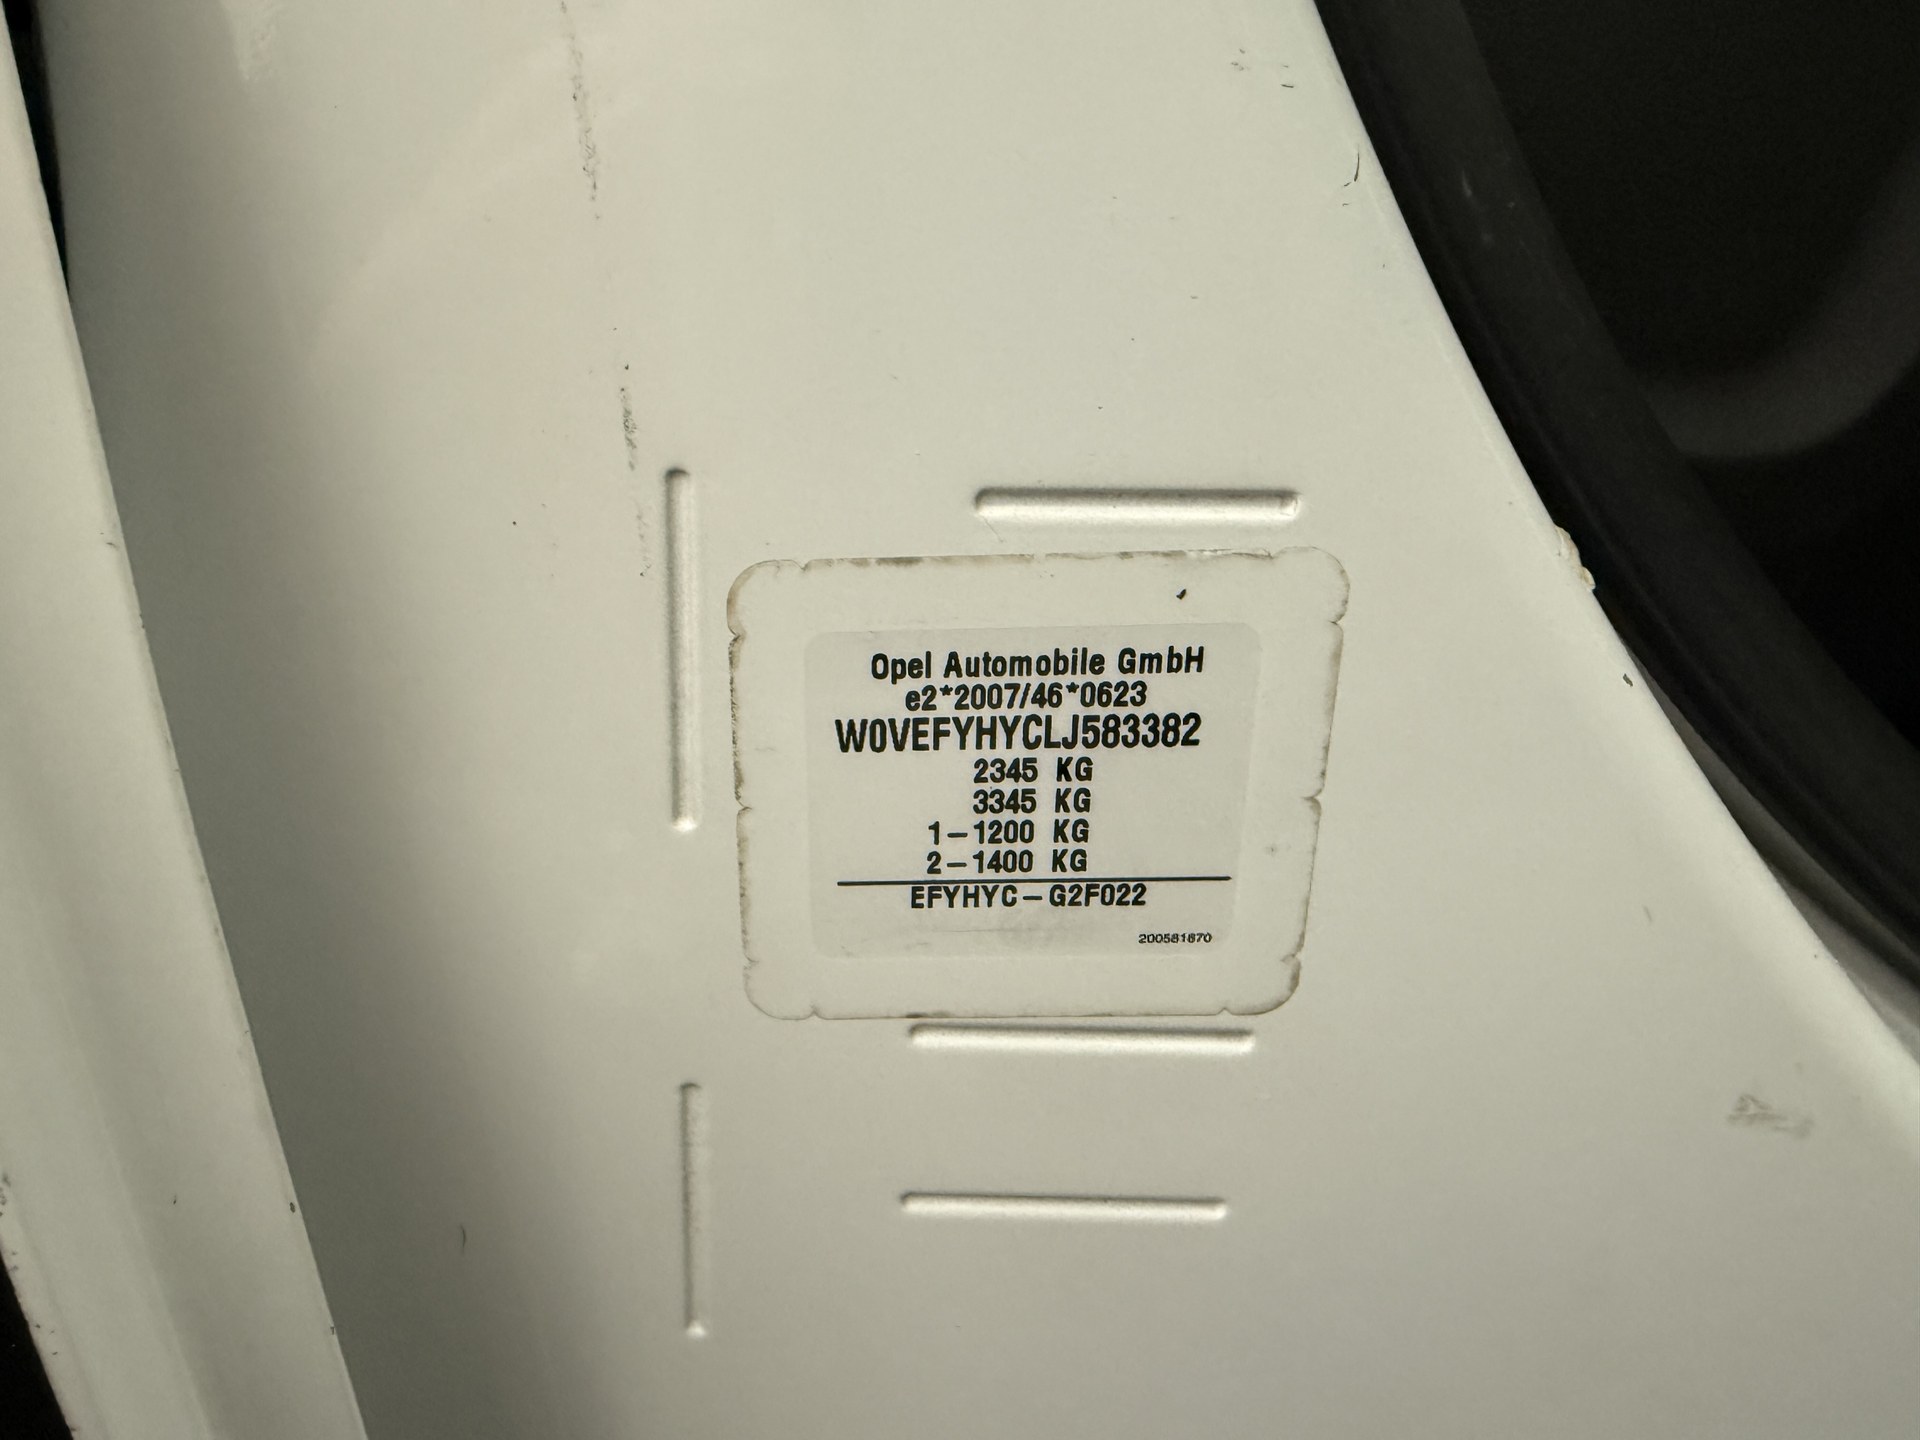 Opel Automobile GmbH
e2*2007/46*0623
W0VEFYHYCLJ583382
2345 KG
3345 KG
1-1200 KG
2-1400 KG
EFYHYC-G2F022
200581670